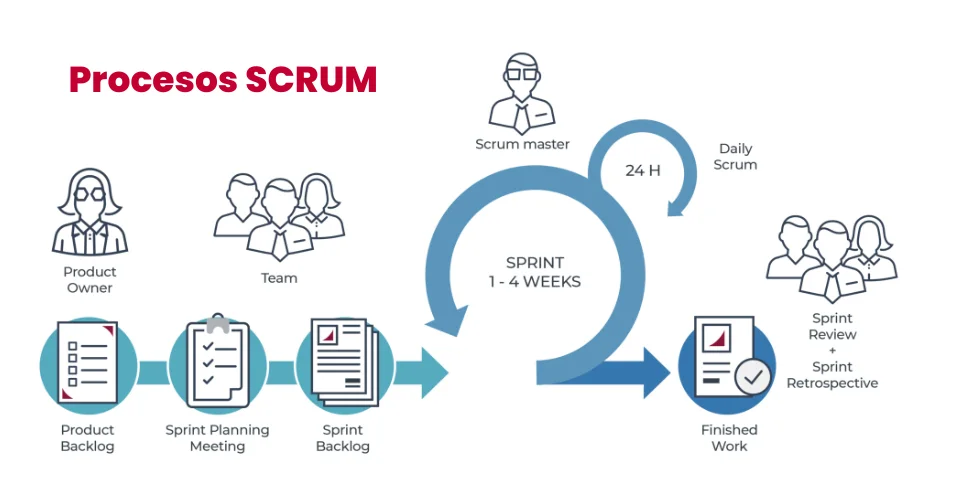 Procesos SCRUM
Scrum master
24 H
Daily
Scrum
Product
Owner
Team
SPRINT
1 - 4 WEEKS
Sprint
Review
+
Sprint
Retrospective
Product
Backlog
Sprint Planning
Meeting
Sprint
Backlog
Finished
Work